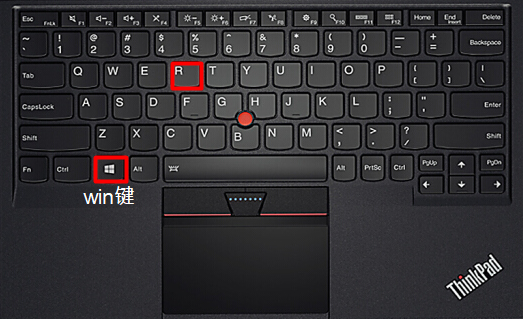 Esc F1 F2 F3 F4 F5 F6 F7 F8 F9 F10 F11 F12 Home End Delete
FnLk Insert
~ ! @ # $ % ^ & * ( ) _ + Backspace
` 1 2 3 4 5 6 7 8 9 0 - =
Tab Q W E R T Y U I O P { } |
[ ] \
CapsLock A S D F G H J K L : " Enter
; '
Shift Z X C V B N M < > ? Shift
, . /
Fn Ctrl Alt Alt PrtSc Ctrl PgUp ↑ PgDn
← ↓ →
win键
ThinkPad